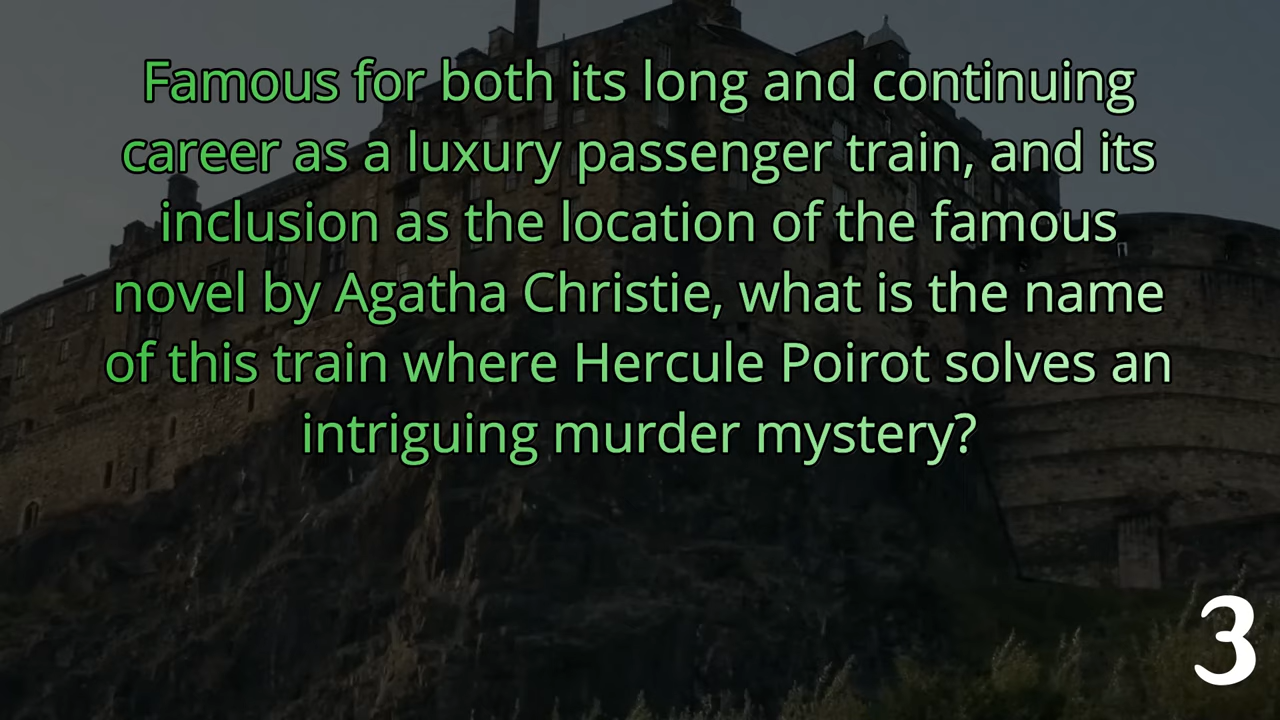 Famous for both its long and continuing
career as a luxury passenger train, and its
inclusion as the location of the famous
novel by Agatha Christie, what is the name
of this train where Hercule Poirot solves an
intriguing murder mystery?
3